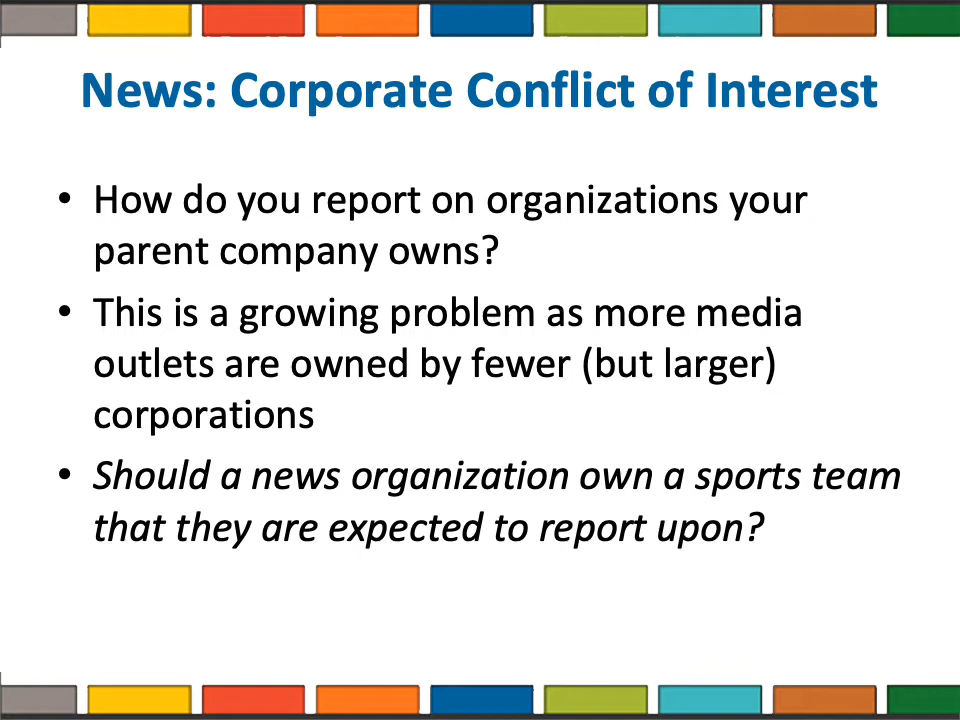 News: Corporate Conflict of Interest
• How do you report on organizations your
parent company owns?
• This is a growing problem as more media
outlets are owned by fewer (but larger)
corporations
• Should a news organization own a sports team
that they are expected to report upon?